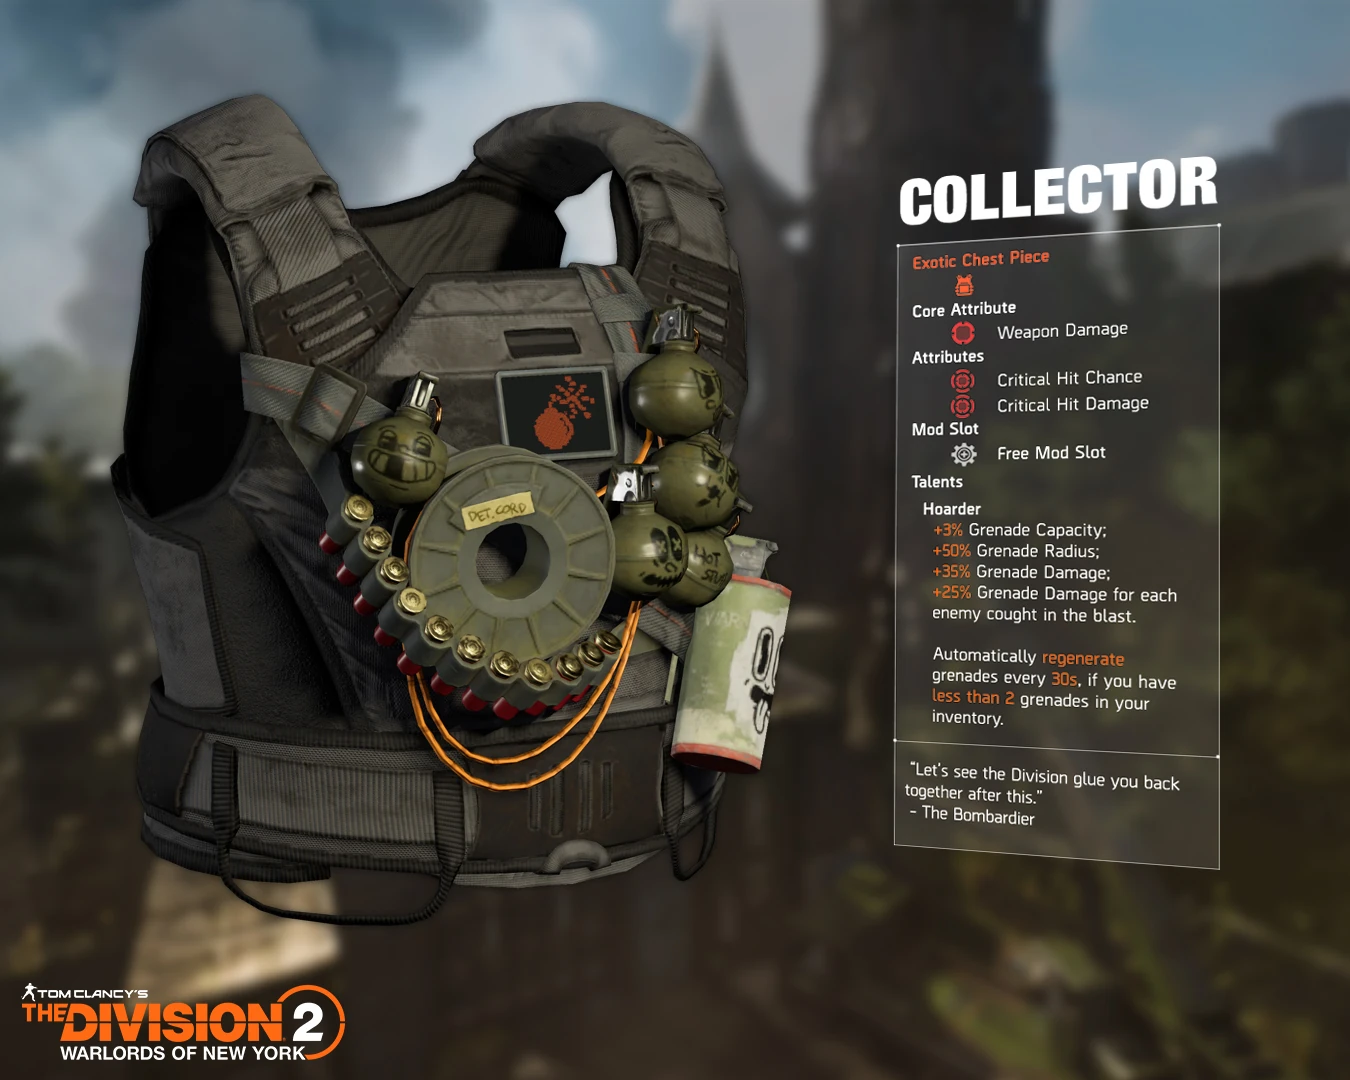 COLLECTOR
Exotic Chest Piece
Core Attribute
Weapon Damage
Attributes
Critical Hit Chance
Critical Hit Damage
Mod Slot
Free Mod Slot
Talents
Hoarder
+3% Grenade Capacity;
+50% Grenade Radius;
+35% Grenade Damage;
+25% Grenade Damage for each
enemy cought in the blast.
Automatically regenerate
grenades every 30s, if you have
less than 2 grenades in your
inventory.
“Let's see the Division glue you back
together after this.”
- The Bombardier
DET. CORD
HOT
TOM CLANCY'S
THE DIVISION 2
WARLORDS OF NEW YORK